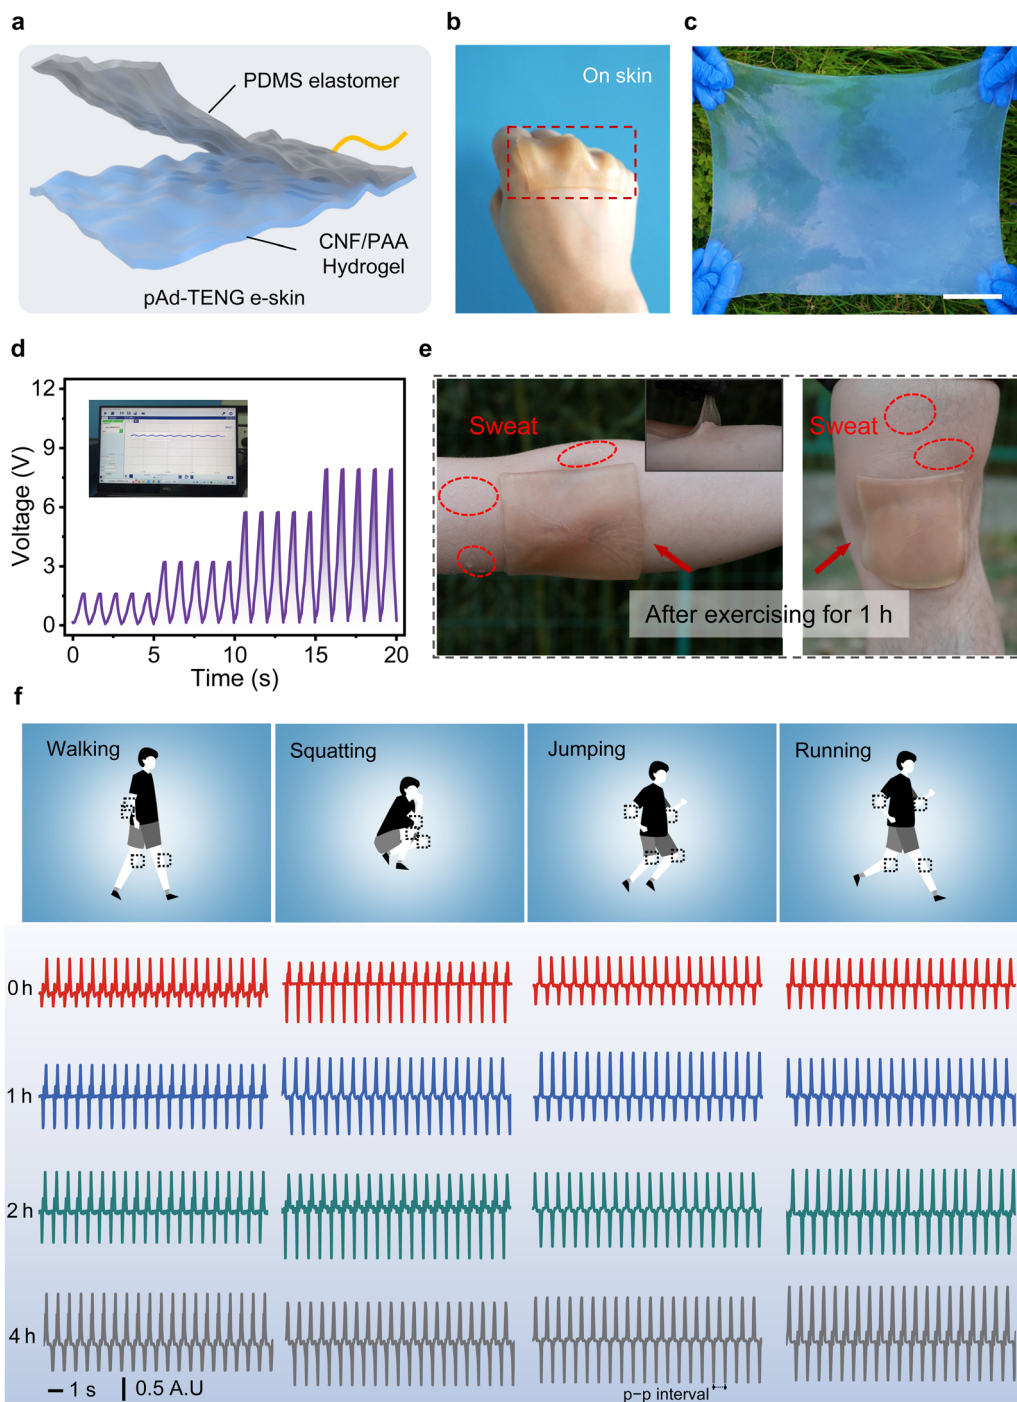 a
PDMS elastomer
CNF/PAA
Hydrogel
pAd-TENG e-skin
b
On skin
c
d
Voltage (V)
12
9
6
3
0
0 5 10 15 20
Time (s)
e
Sweat
Sweat
After exercising for 1 h
f
Walking
Squatting
Jumping
Running
0 h
1 h
2 h
4 h
1 s
0.5 A.U
p–p interval